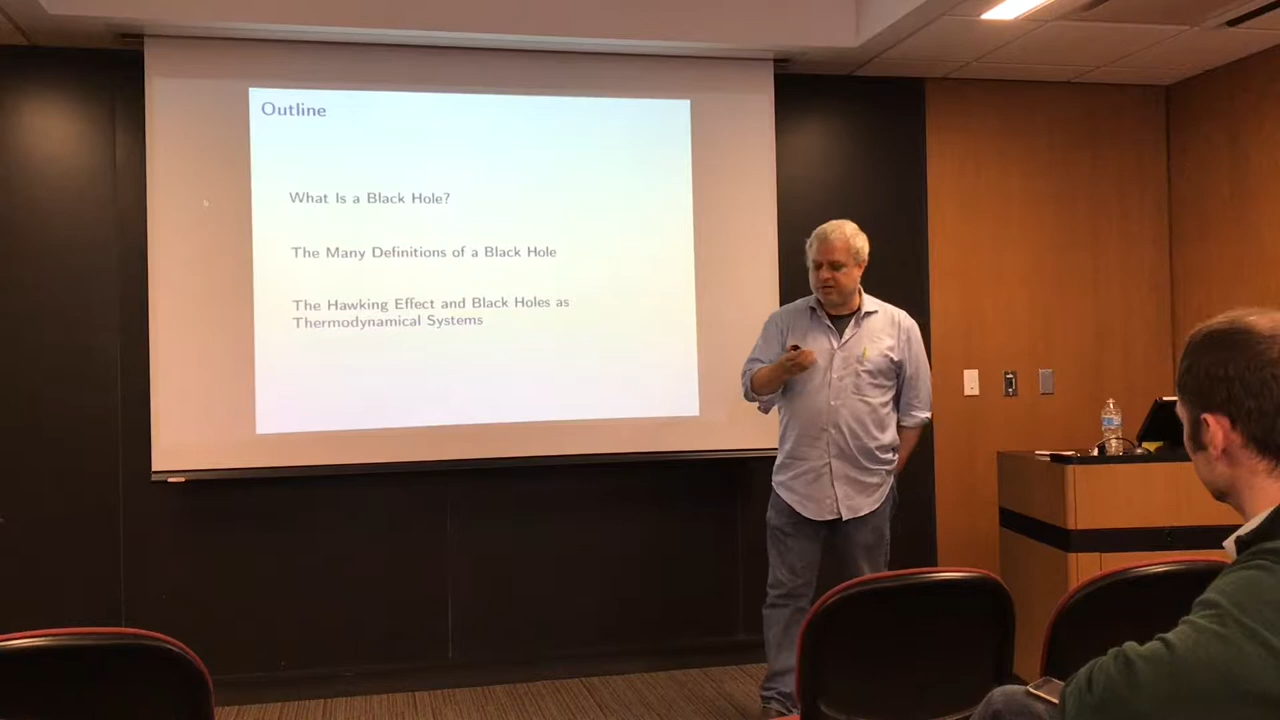 Outline
What Is a Black Hole?
The Many Definitions of a Black Hole
The Hawking Effect and Black Holes as
Thermodynamical Systems